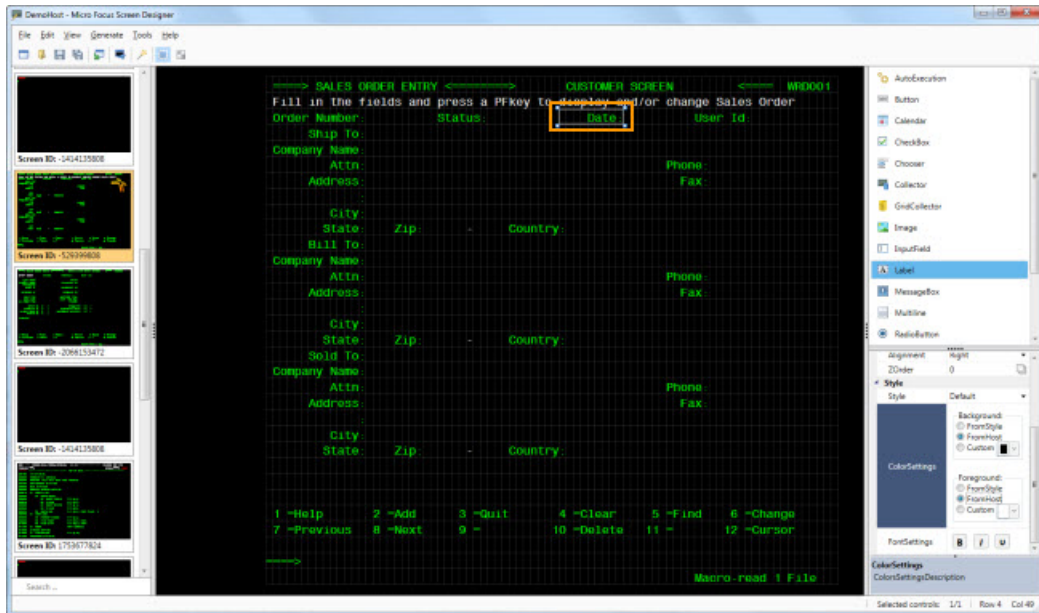 DemoHost - Micro Focus Screen Designer
File Edit View Generate Tools Help
Screen ID: -1414135808
Screen ID: -529399808
Screen ID: -2066153472
Screen ID: -1414135808
Screen ID: 1753677824
Search ...
====> SALES ORDER ENTRY <========> CUSTOMER SCREEN <==== WRD001
Fill in the fields and press a PFkey to display and/or change Sales Order
Order Number: Status: Date: User Id:
Ship To:
Company Name:
Attn: Phone:
Address: Fax:
:
City:
State: Zip: - Country:
Bill To:
Company Name:
Attn: Phone:
Address: Fax:
:
City:
State: Zip: - Country:
Sold To:
Company Name:
Attn: Phone:
Address: Fax:
:
City:
State: Zip: - Country:
1 =Help 2 =Add 3 =Quit 4 =Clear 5 =Find 6 =Change
7 =Previous 8 =Next 9 = 10 =Delete 11 = 12 =Cursor
====>
Macro-read 1 File
AutoExecution
Button
Calendar
CheckBox
Chooser
Collector
GridCollector
Image
InputField
Label
MessageBox
Multiline
RadioButton
Alignment Right
ZOrder 0
Style
Style Default
ColorSettings
Background:
FromStyle
FromHost
Custom
Foreground:
FromStyle
FromHost
Custom
FontSettings B I U
ColorSettings
ColorsSettingsDescription
Selected controls: 1/1 Row 4 Col 49